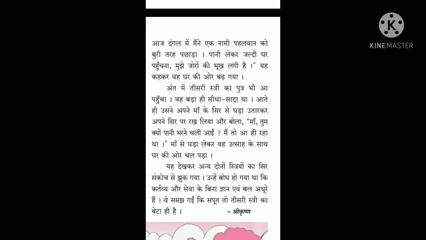 आज दंगल में मैंने एक नामी पहलवान को
बुरी तरह पछाड़ा । पानी लेकर जल्दी घर
पहुँचना, मुझे जोरों की भूख लगी है ।” यह
कहकर वह घर की ओर बढ़ गया ।
अंत में तीसरी स्त्री का पुत्र भी आ
पहुँचा । वह बड़ा ही सीधा-सादा था । आते
ही उसने अपने माँ के सिर से घड़ा उतारकर
अपने सिर पर रख लिया और बोला, “माँ, तुम
क्यों पानी भरने चली आईं ? मैं तो आ ही रहा
था ।” माँ से घड़ा लेकर वह उत्साह के साथ
घर की ओर चल पड़ा ।
यह देखकर अन्य दोनों स्त्रियों का सिर
संकोच से झुक गया । उन्हें बोध हो गया था कि
कर्तव्य और सेवा के बिना ज्ञान एवं बल अधूरे
हैं । वे समझ गईं कि सपूत तो तीसरी स्त्री का
बेटा ही है ।
– श्रीकृष्ण
KINEMASTER